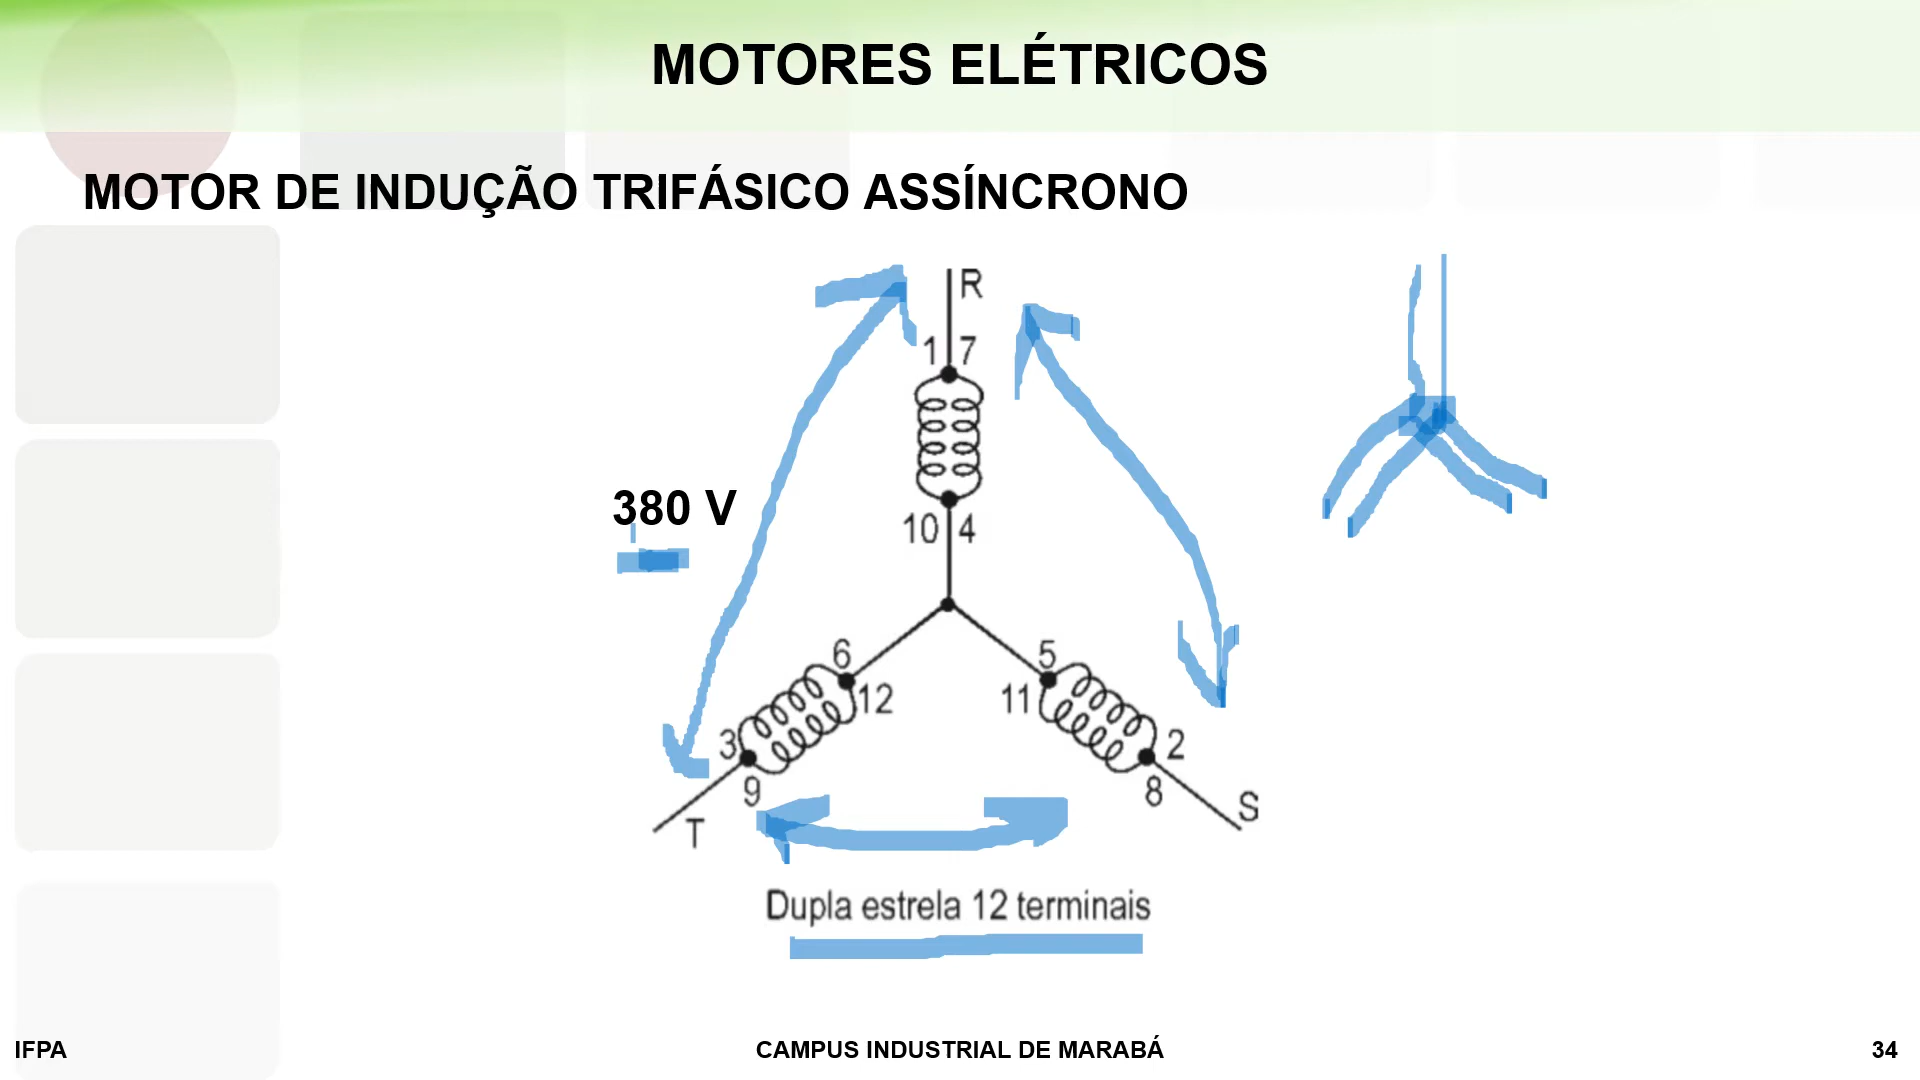 MOTORES ELÉTRICOS
MOTOR DE INDUÇÃO TRIFÁSICO ASSÍNCRONO
R
1 7
380 V
10 4
6
5
12
11
3
2
9
8
T
S
Dupla estrela 12 terminais
IFPA
CAMPUS INDUSTRIAL DE MARABÁ
34